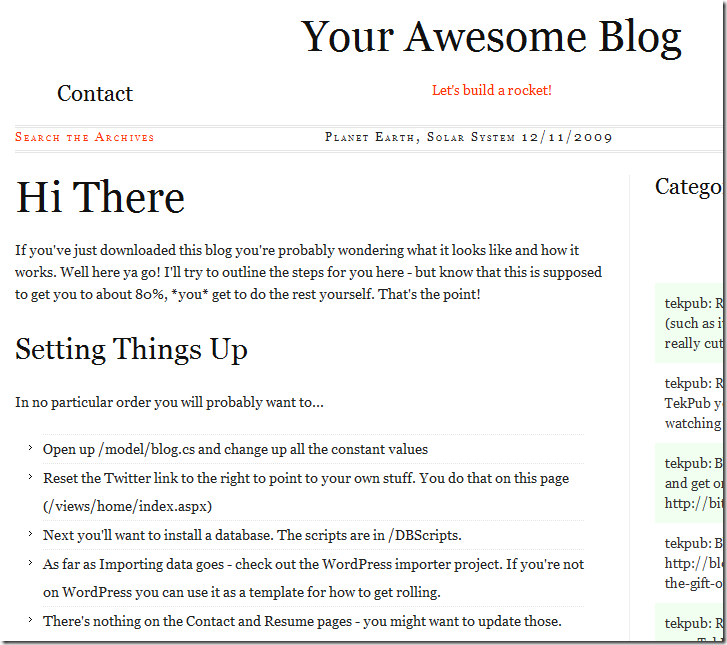 Your Awesome Blog
Contact
Let's build a rocket!
Search the Archives
Planet Earth, Solar System 12/11/2009
Hi There
If you've just downloaded this blog you're probably wondering what it looks like and how it
works. Well here ya go! I'll try to outline the steps for you here - but know that this is supposed
to get you to about 80%, *you* get to do the rest yourself. That's the point!
Setting Things Up
In no particular order you will probably want to...
Open up /model/blog.cs and change up all the constant values
Reset the Twitter link to the right to point to your own stuff. You do that on this page
(/views/home/index.aspx)
Next you'll want to install a database. The scripts are in /DBScripts.
As far as Importing data goes - check out the WordPress importer project. If you're not
on WordPress you can use it as a template for how to get rolling.
There's nothing on the Contact and Resume pages - you might want to update those.
Catego
tekpub: R
(such as i
really cut
tekpub: R
TekPub y
watching
tekpub: B
and get o
http://bi
tekpub: B
http://bl
the-gift-o
tekpub: R